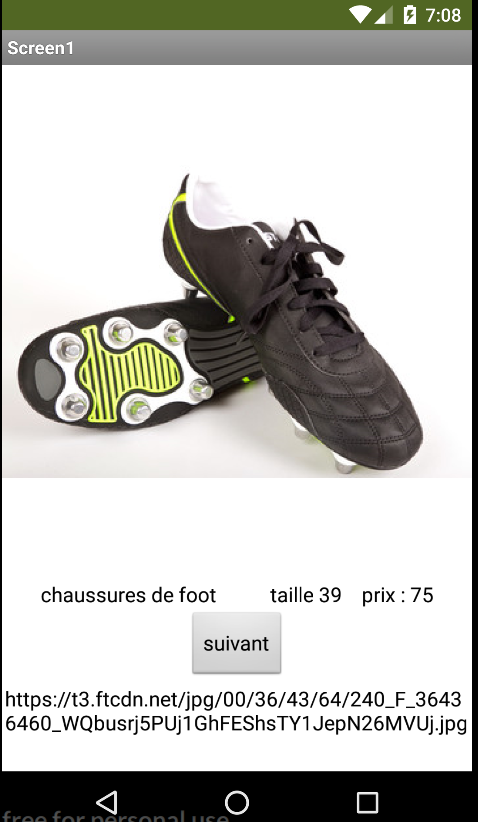 7:08
Screen1
chaussures de foot taille 39 prix : 75
suivant
https://t3.ftcdn.net/jpg/00/36/43/64/240_F_3643
6460_WQbusrj5PUj1GhFEShsTY1JepN26MVUj.jpg
free for personal use